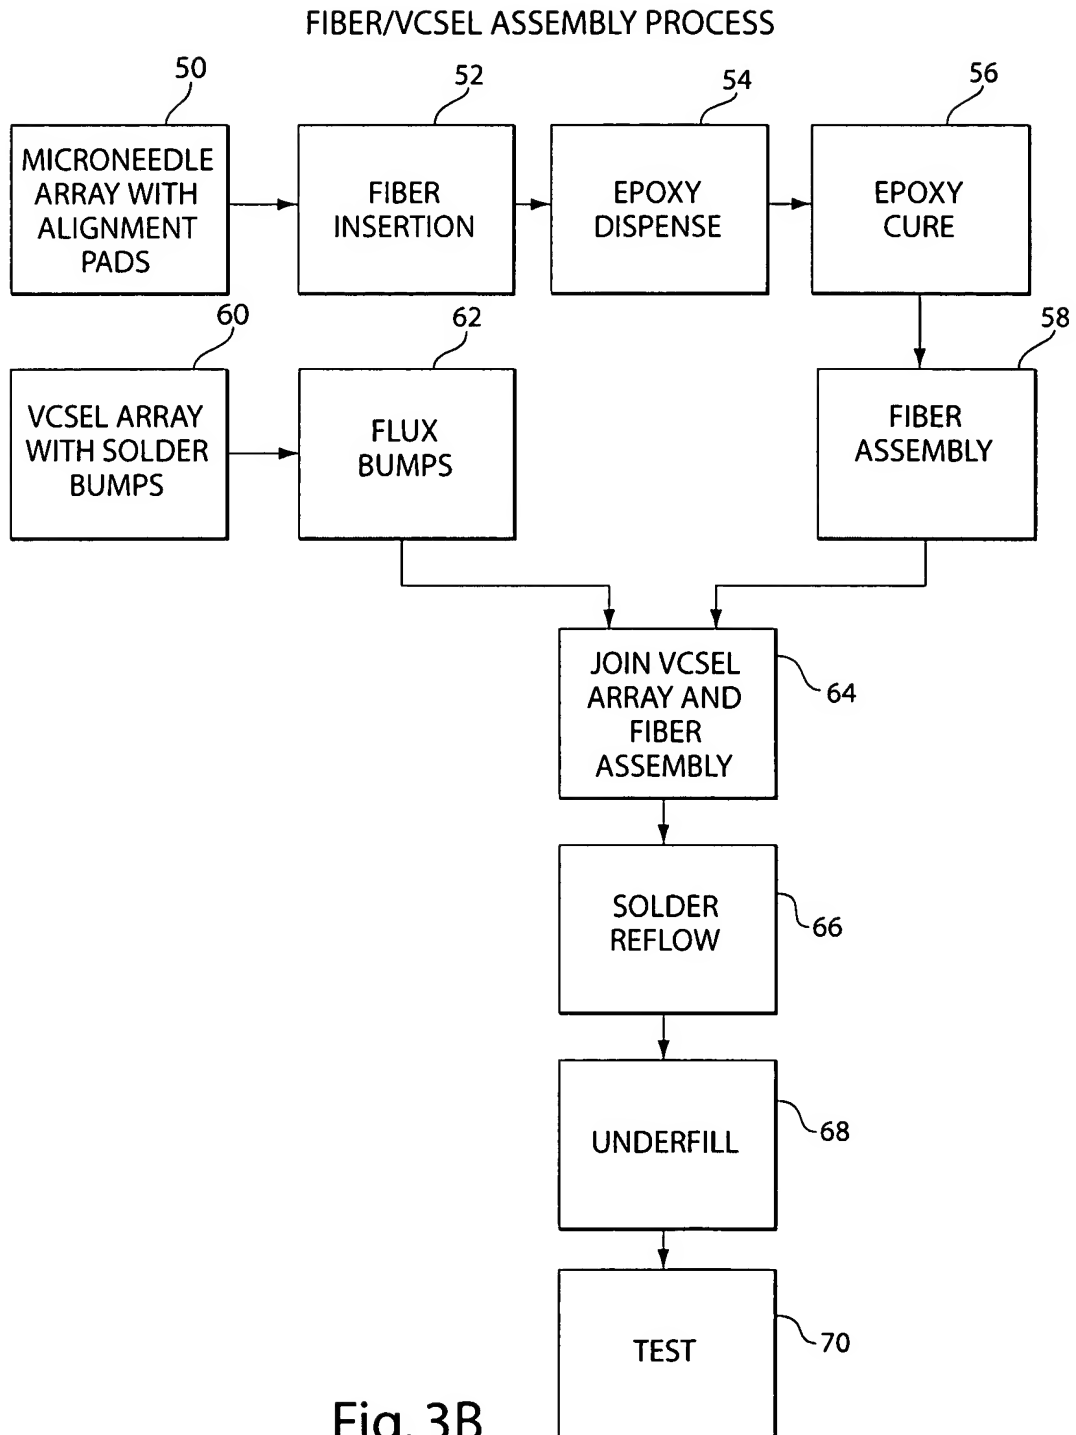 FIBER/VCSEL ASSEMBLY PROCESS
50
52
54
56
MICRONEEDLE
ARRAY WITH
ALIGNMENT
PADS
FIBER
INSERTION
EPOXY
DISPENSE
EPOXY
CURE
60
62
58
VCSEL ARRAY
WITH SOLDER
BUMPS
FLUX
BUMPS
FIBER
ASSEMBLY
JOIN VCSEL
ARRAY AND
FIBER
ASSEMBLY
64
SOLDER
REFLOW
66
UNDERFILL
68
TEST
70
Fig. 3B